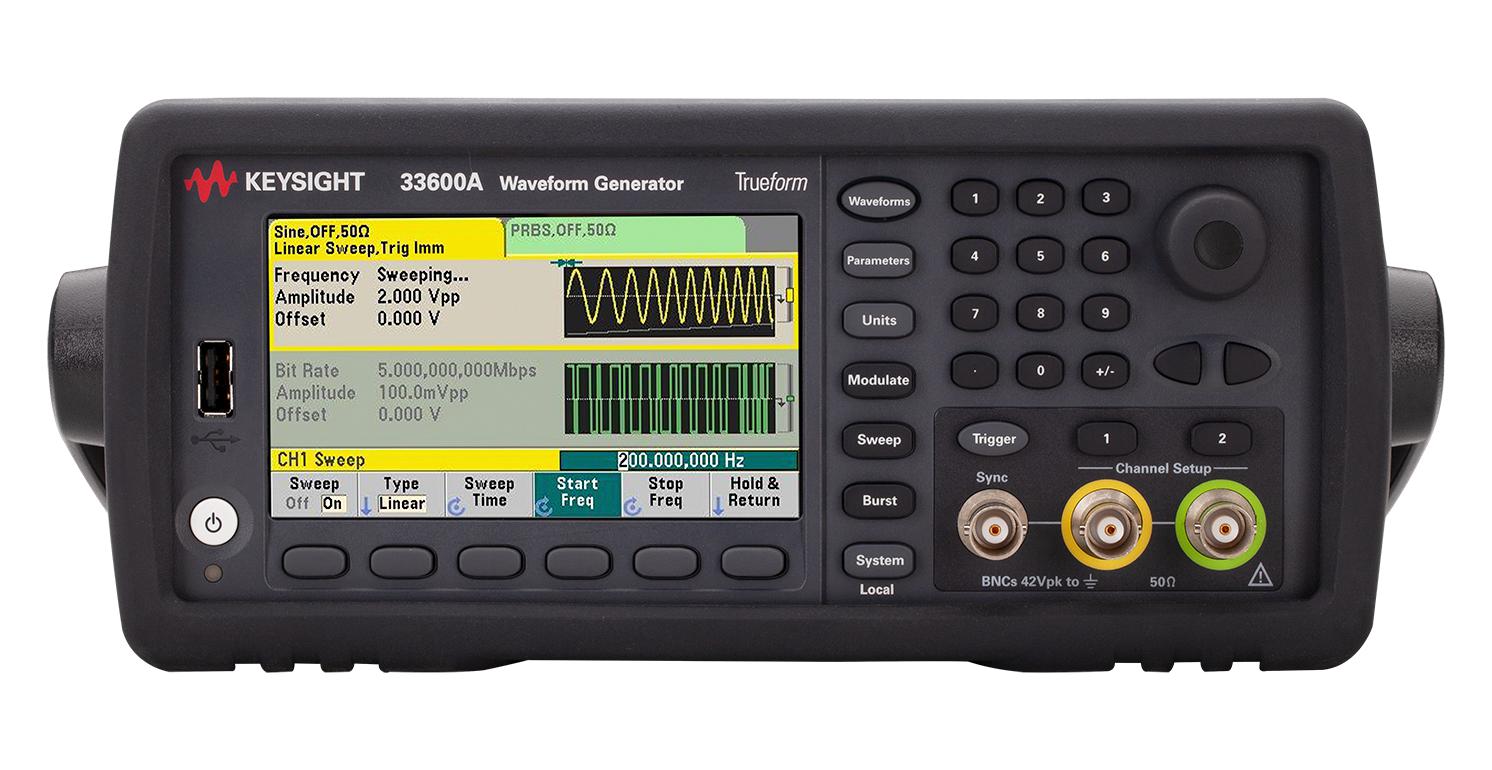 KEYSIGHT 33600A Waveform Generator Trueform
Sine,OFF,50Ω
Linear Sweep,Trig Imm
PRBS,OFF,50Ω
Frequency Sweeping...
Amplitude 2.000 Vpp
Offset 0.000 V
Bit Rate 5.000,000,000Mbps
Amplitude 100.0mVpp
Offset 0.000 V
CH1 Sweep 200.000,000 Hz
Sweep
Off On
Type
Linear
Sweep
Time
Start
Freq
Stop
Freq
Hold &
Return
Waveforms
Parameters
Units
Modulate
Sweep
Burst
System
Local
1 2 3
4 5 6
7 8 9
. 0 +/-
Trigger 1 2
Channel Setup
Sync
BNCs 42Vpk to ⏚ 50Ω